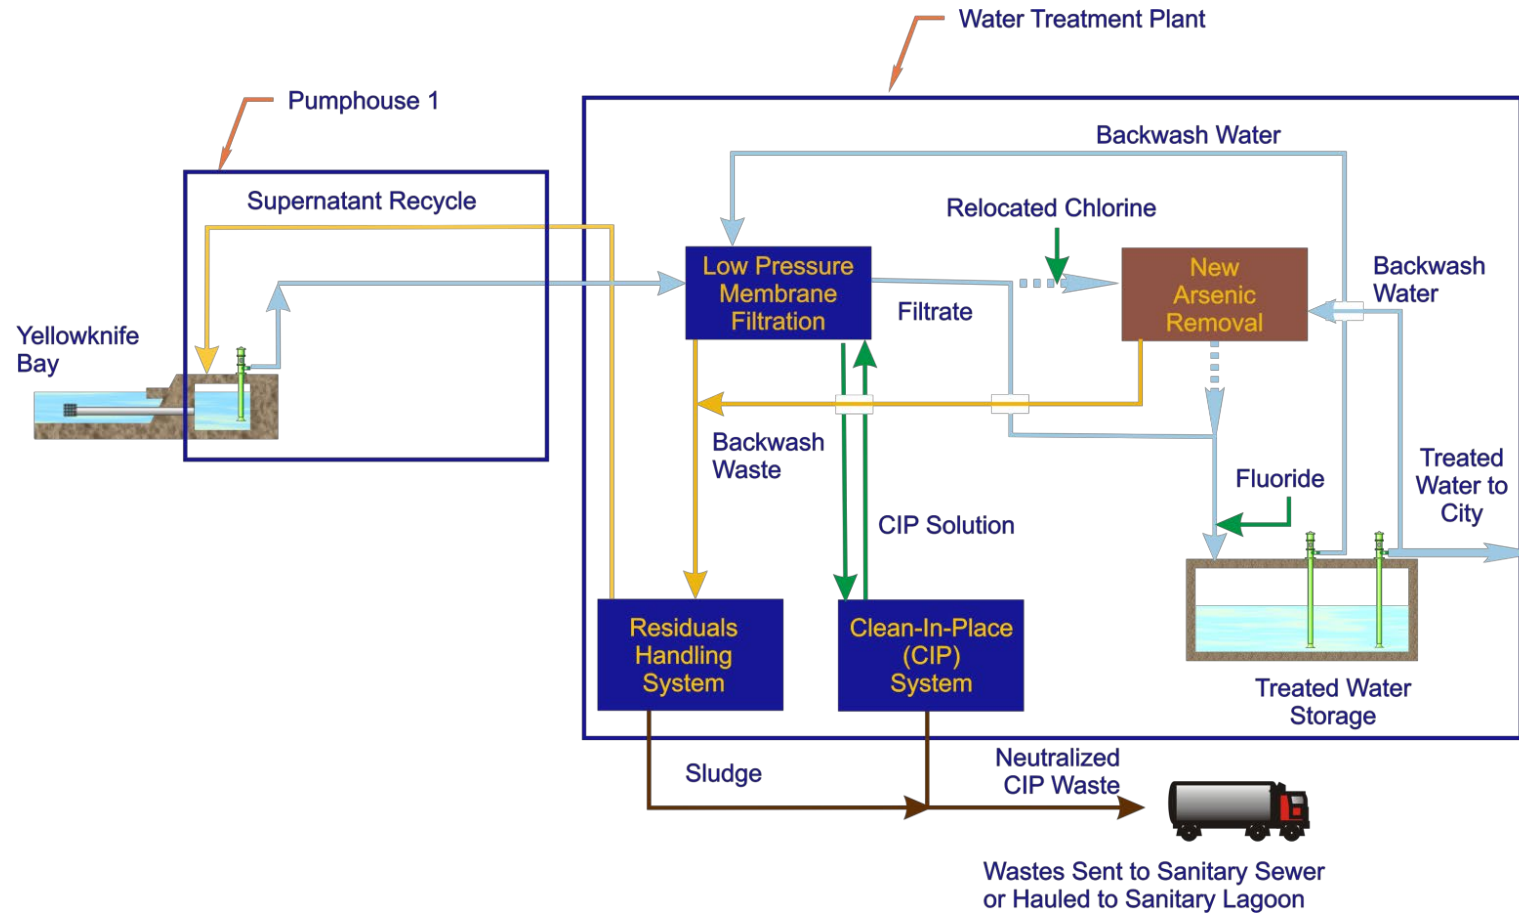 Water Treatment Plant
Pumphouse 1
Backwash Water
Supernatant Recycle
Relocated Chlorine
Low Pressure
Membrane
Filtration
New
Arsenic
Removal
Backwash
Water
Filtrate
Yellowknife
Bay
Backwash
Waste
Treated
Water to
City
Fluoride
CIP Solution
Residuals
Handling
System
Clean-In-Place
(CIP)
System
Treated Water
Storage
Sludge
Neutralized
CIP Waste
Wastes Sent to Sanitary Sewer
or Hauled to Sanitary Lagoon